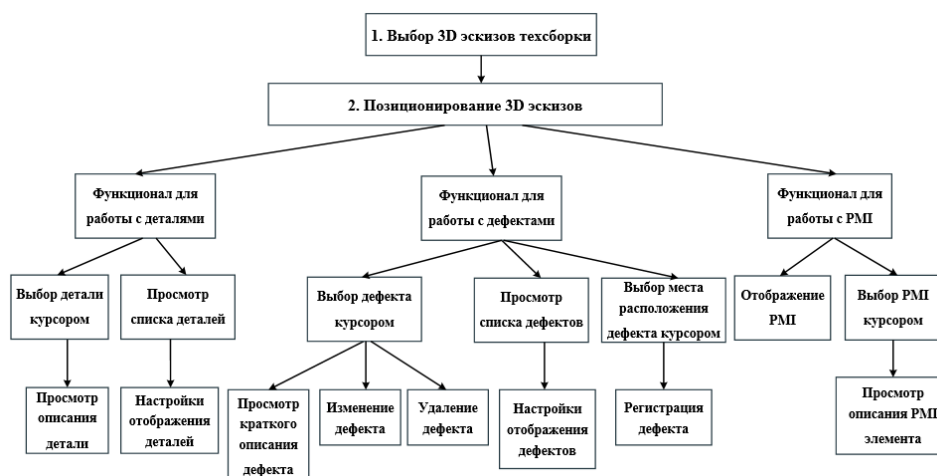 1. Выбор 3D эскизов техсборки
2. Позиционирование 3D эскизов
Функционал для
работы с деталями
Функционал для
работы с дефектами
Функционал для
работы с PMI
Выбор детали
курсором
Просмотр
списка деталей
Выбор дефекта
курсором
Просмотр
списка дефектов
Выбор места
расположения
дефекта курсором
Отображение
PMI
Выбор PMI
курсором
Просмотр
описания
детали
Настройки
отображения
деталей
Просмотр
краткого
описания
дефекта
Изменение
дефекта
Удаление
дефекта
Настройки
отображения
дефектов
Регистрация
дефекта
Просмотр
описания PMI
элемента